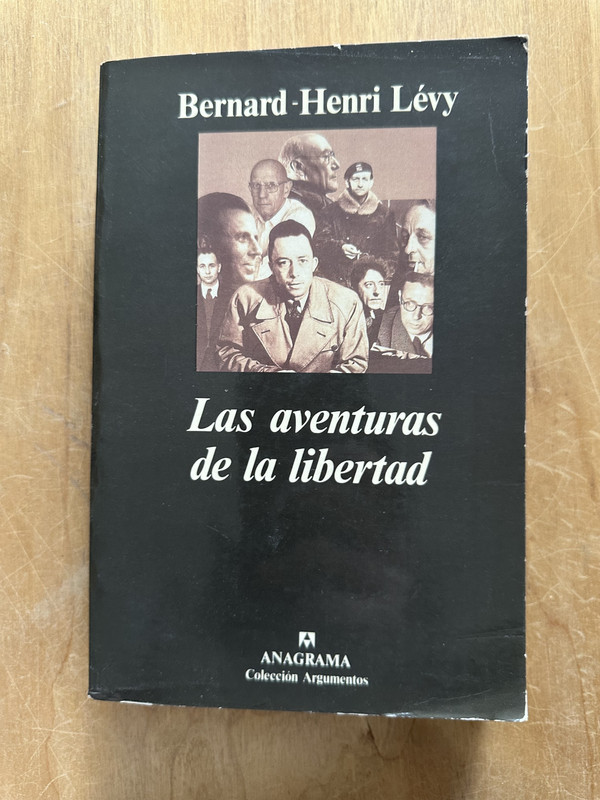 Bernard-Henri Lévy
Las aventuras
de la libertad
ANAGRAMA
Colección Argumentos